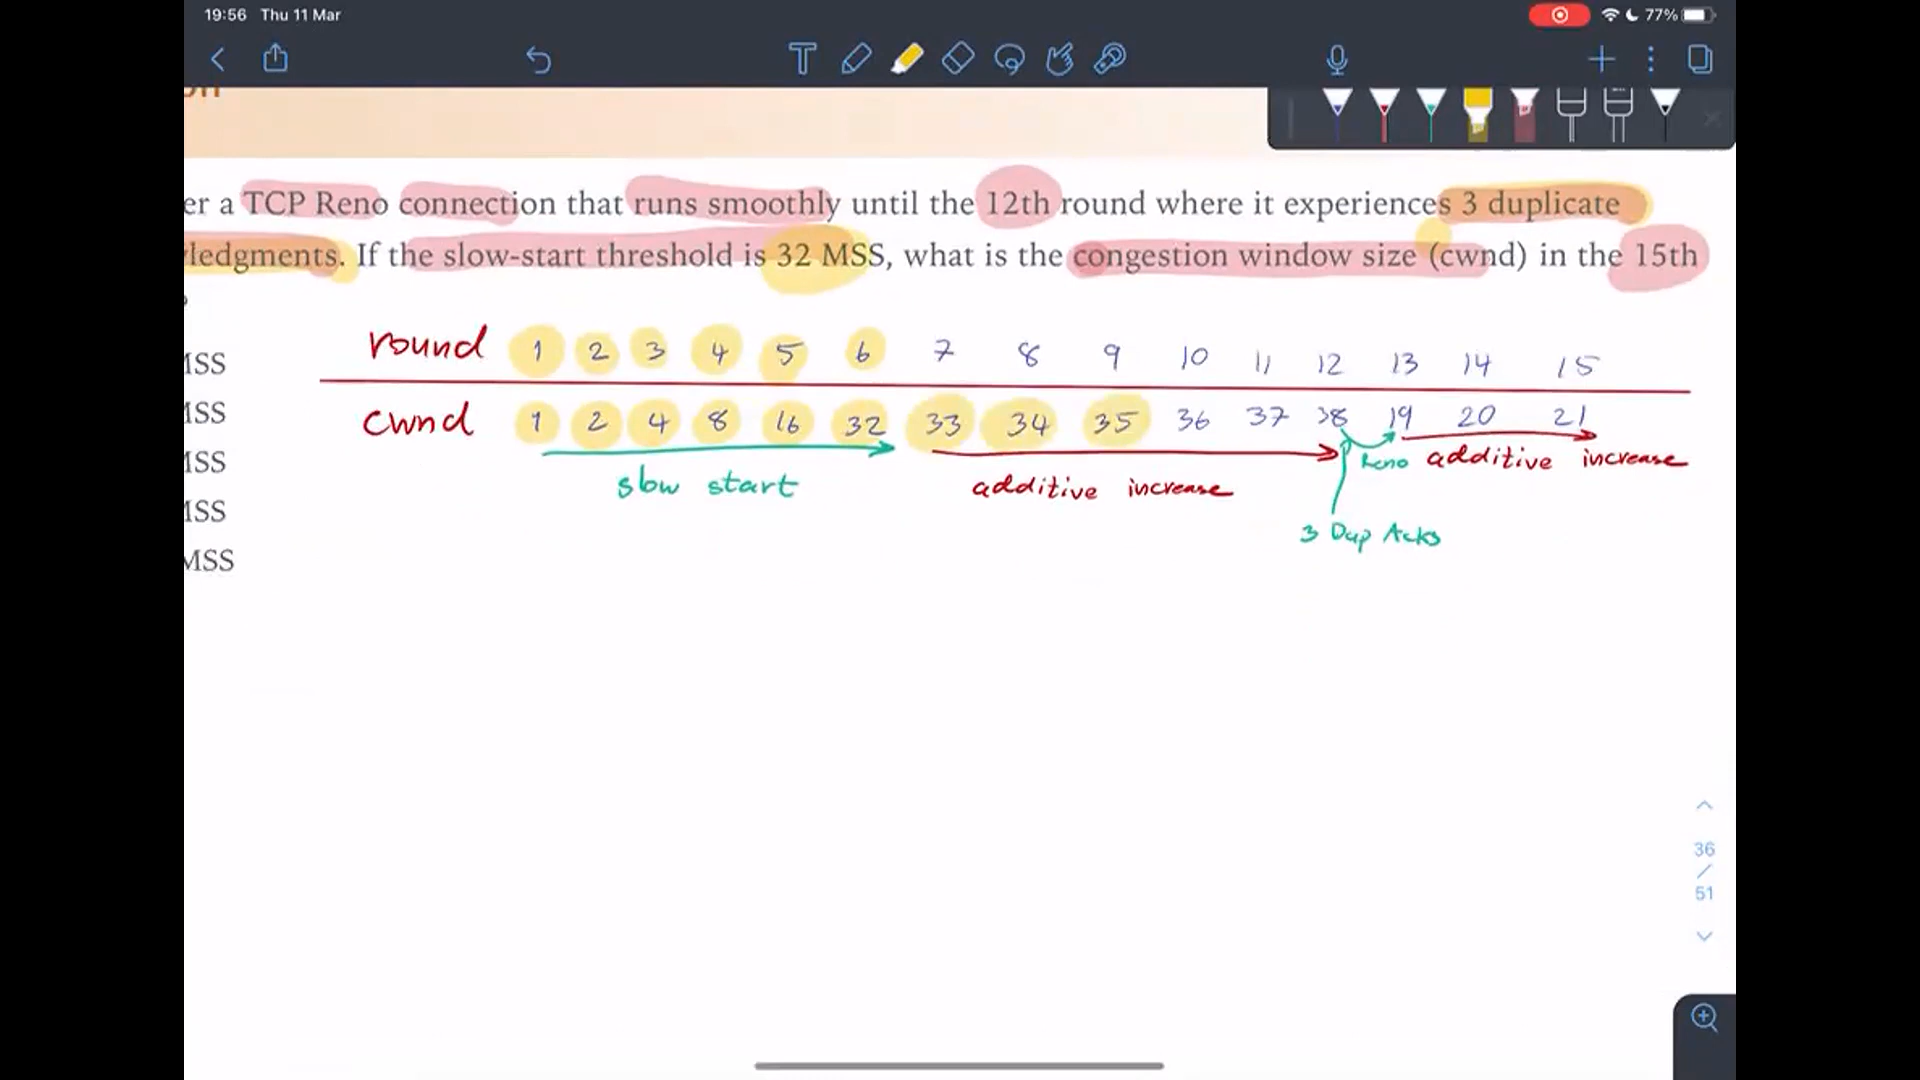 19:56 Thu 11 Mar 77%
er a TCP Reno connection that runs smoothly until the 12th round where it experiences 3 duplicate
ledgments. If the slow-start threshold is 32 MSS, what is the congestion window size (cwnd) in the 15th
round 1 2 3 4 5 6 7 8 9 10 11 12 13 14 15
MSS
cwnd 1 2 4 8 16 32 33 34 35 36 37 38 19 20 21
MSS
MSS
Reno additive increase
slow start
additive increase
MSS
3 Dup Acks
MSS
36
/
51